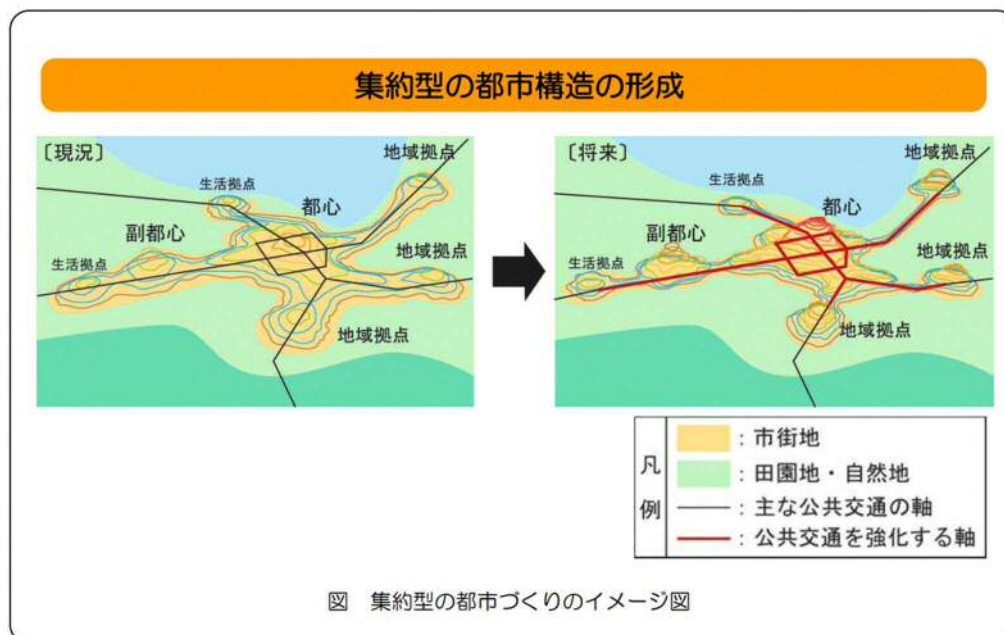 集約型の都市構造の形成
〔現況〕
地域拠点
生活拠点
都心
副都心
地域拠点
生活拠点
地域拠点
〔将来〕
地域拠点
生活拠点
都心
副都心
地域拠点
生活拠点
地域拠点
凡例
：市街地
：田園地・自然地
：主な公共交通の軸
：公共交通を強化する軸
図　集約型の都市づくりのイメージ図